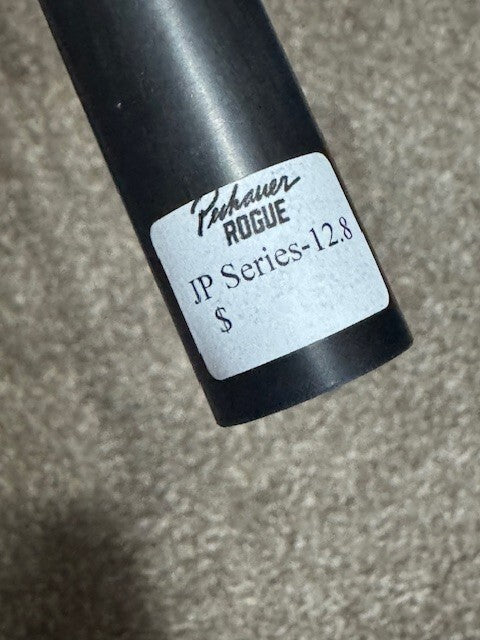 Pechauer
ROGUE
JP Series-12.8
$